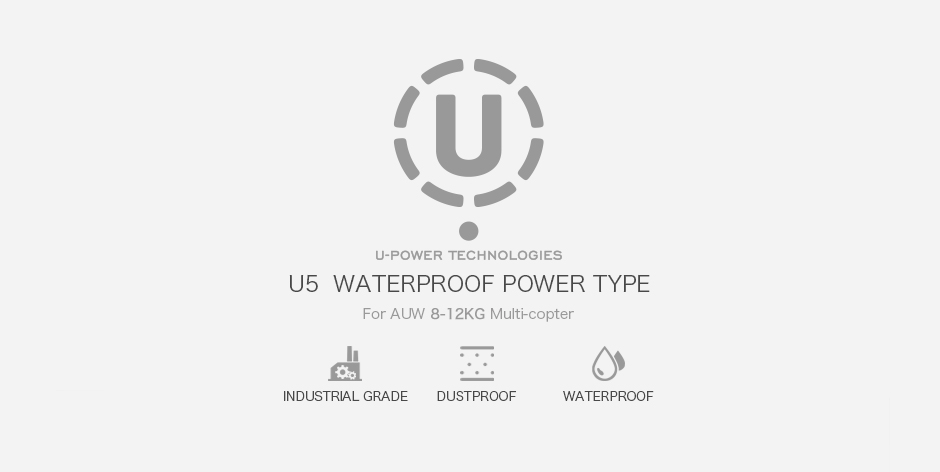 U
U-POWER TECHNOLOGIES
U5 WATERPROOF POWER TYPE
For AUW 8-12KG Multi-copter
INDUSTRIAL GRADE DUSTPROOF WATERPROOF